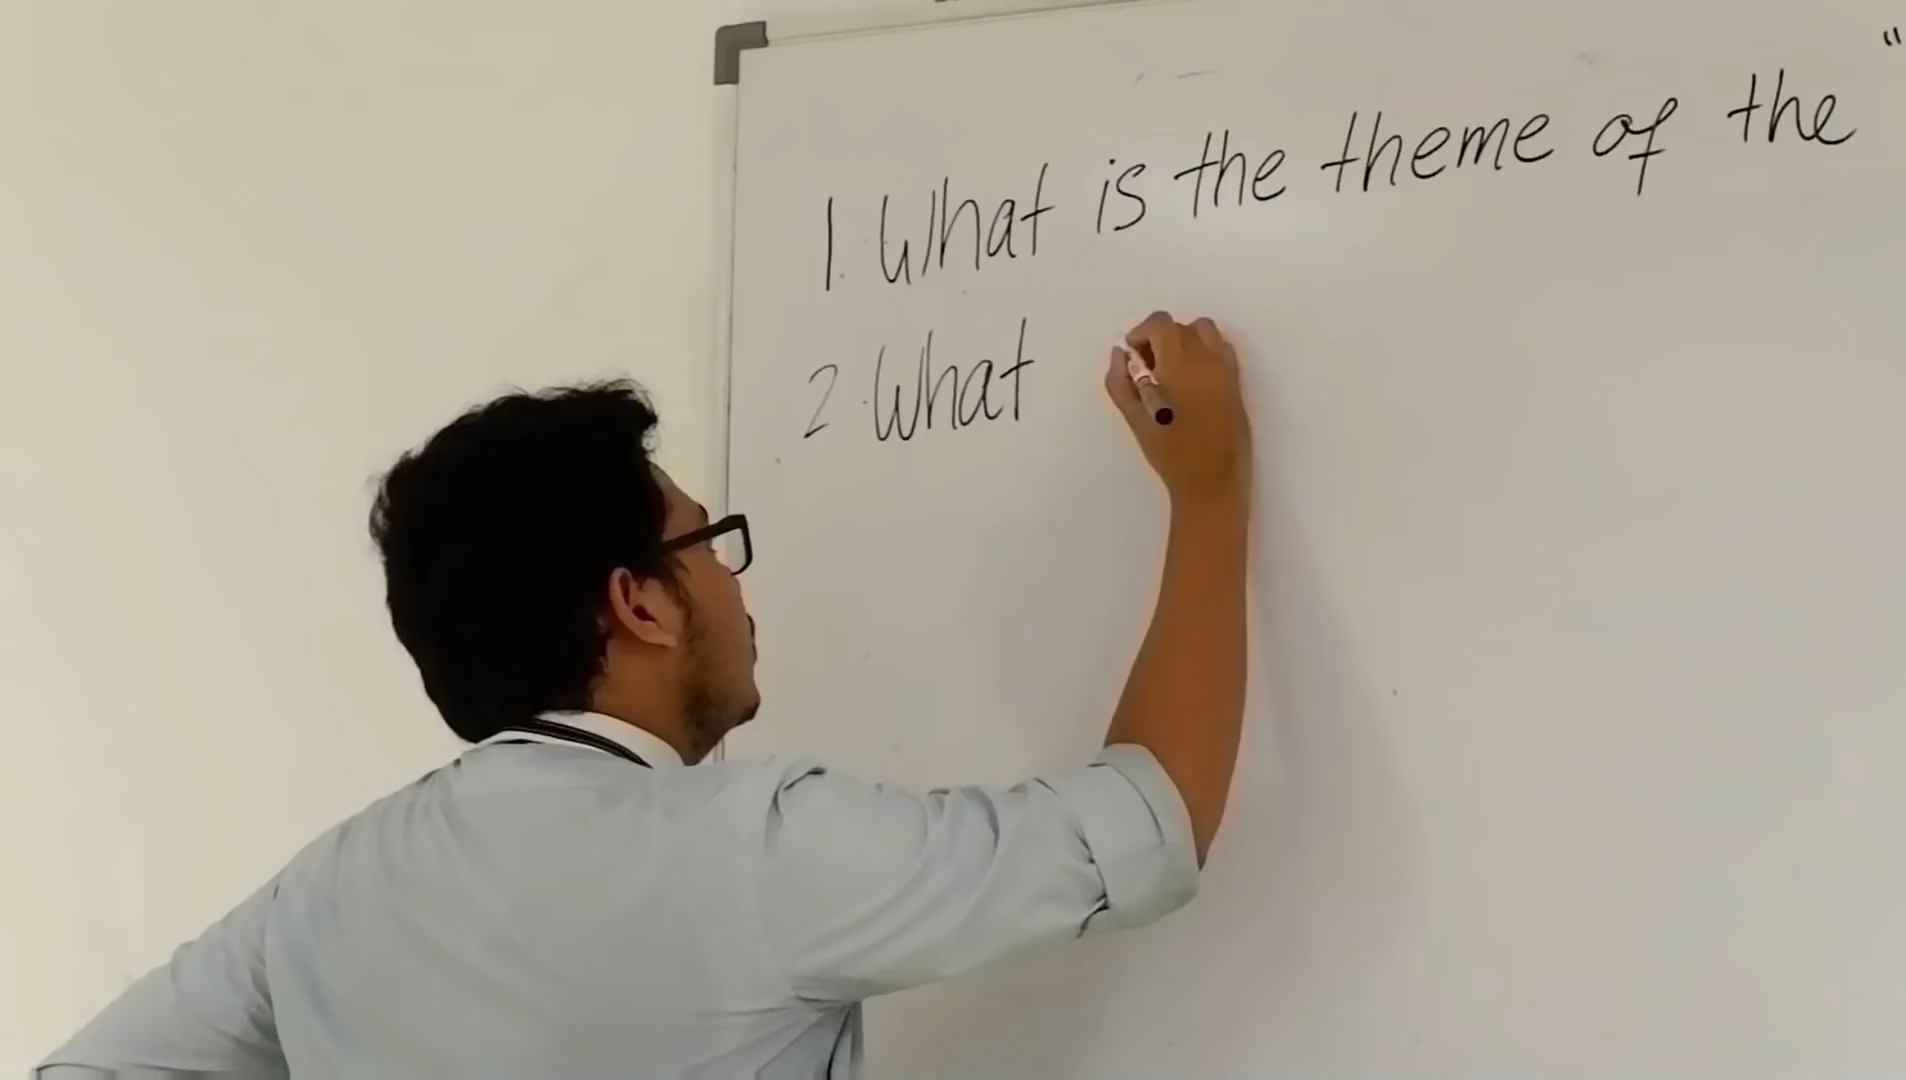 1. What is the theme of the "
2. What